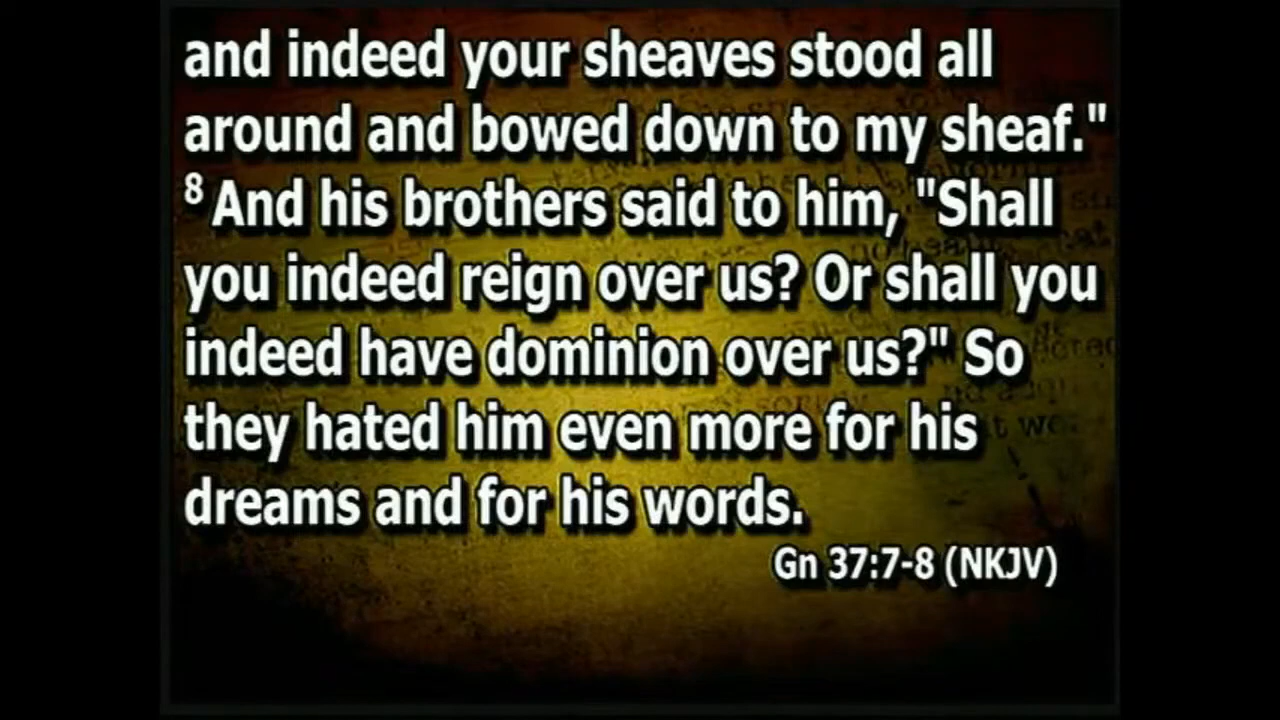 and indeed your sheaves stood all
around and bowed down to my sheaf."
8 And his brothers said to him, "Shall
you indeed reign over us? Or shall you
indeed have dominion over us?" So
they hated him even more for his
dreams and for his words.
Gn 37:7-8 (NKJV)